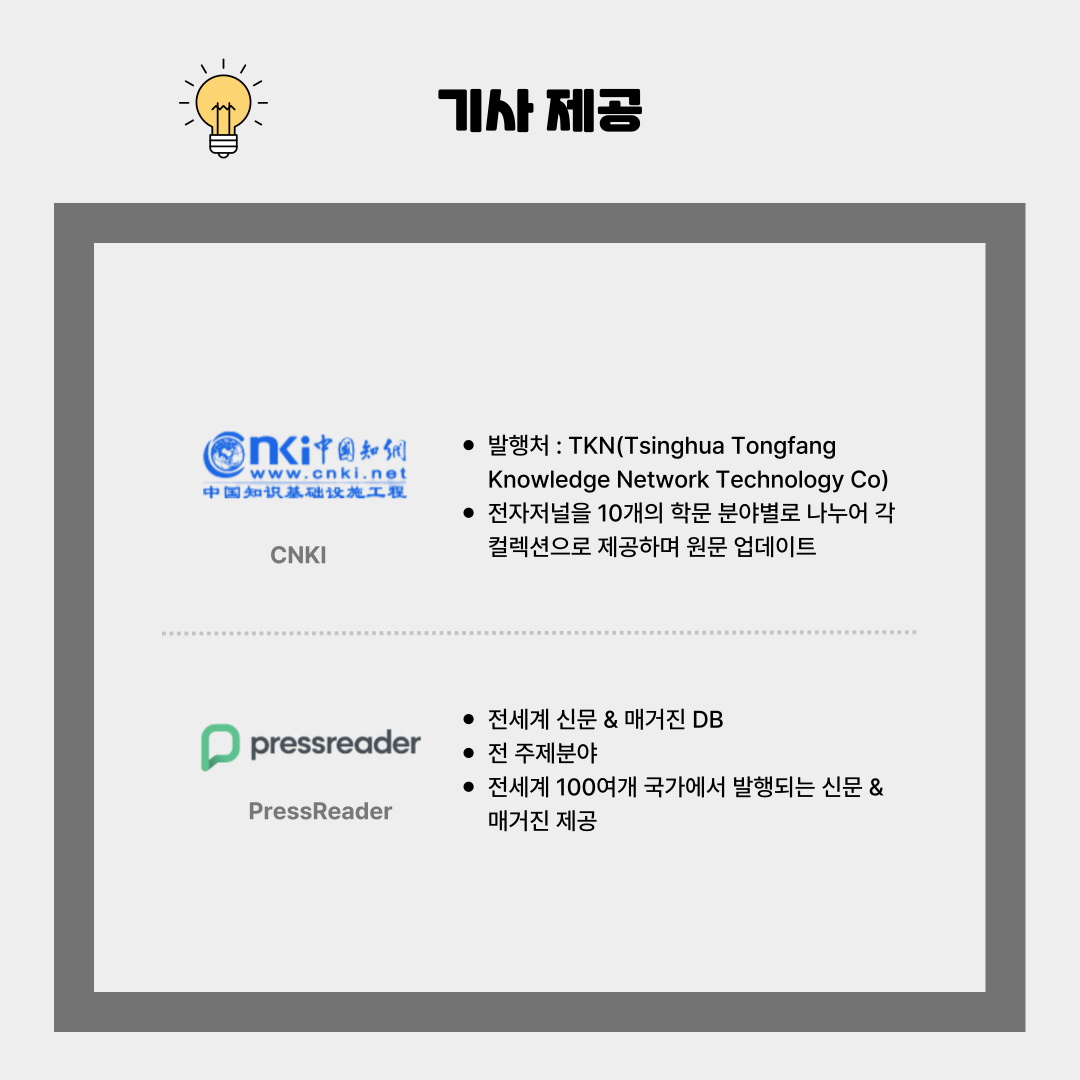 기사 제공
cnki中国知網
www.cnki.net
中国知识基础设施工程
CNKI
• 발행처 : TKN(Tsinghua Tongfang
Knowledge Network Technology Co)
• 전자저널을 10개의 학문 분야별로 나누어 각
컬렉션으로 제공하며 원문 업데이트
pressreader
PressReader
• 전세계 신문 & 매거진 DB
• 전 주제분야
• 전세계 100여개 국가에서 발행되는 신문 &
매거진 제공